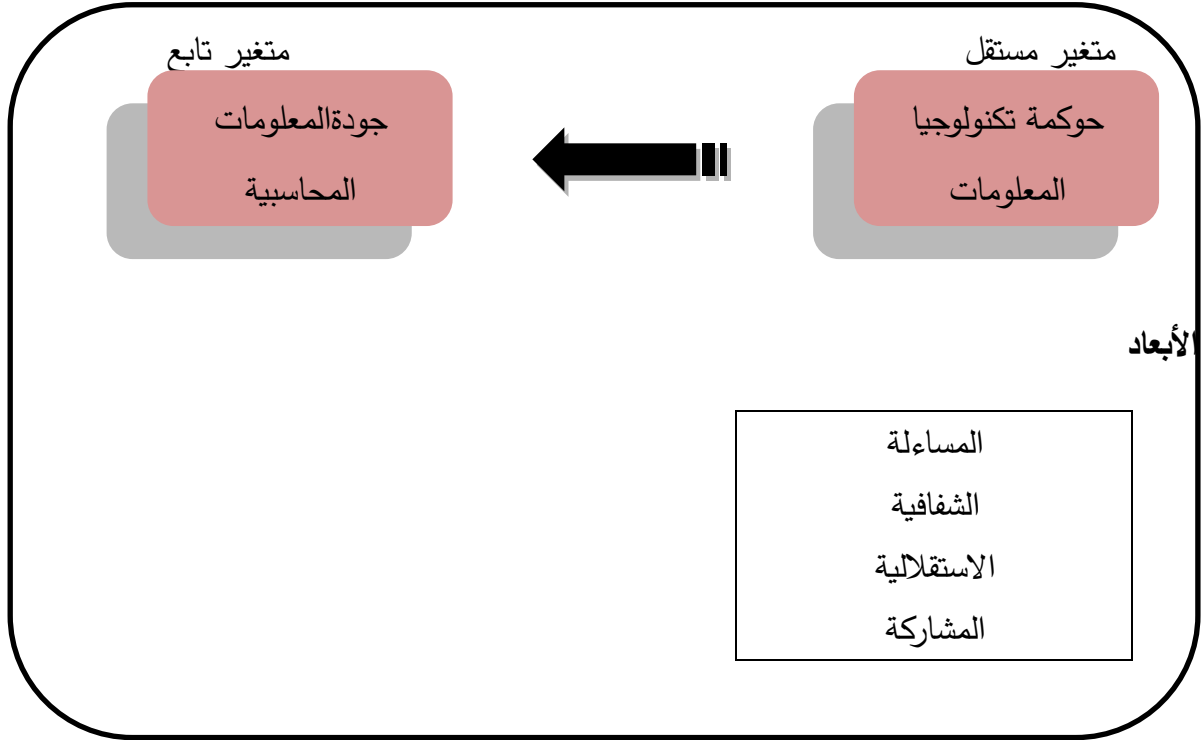 متغير مستقل
متغير تابع
حوكمة تكنولوجيا
المعلومات
جودةالمعلومات
المحاسبية
الأبعاد
المساءلة
الشفافية
الاستقلالية
المشاركة